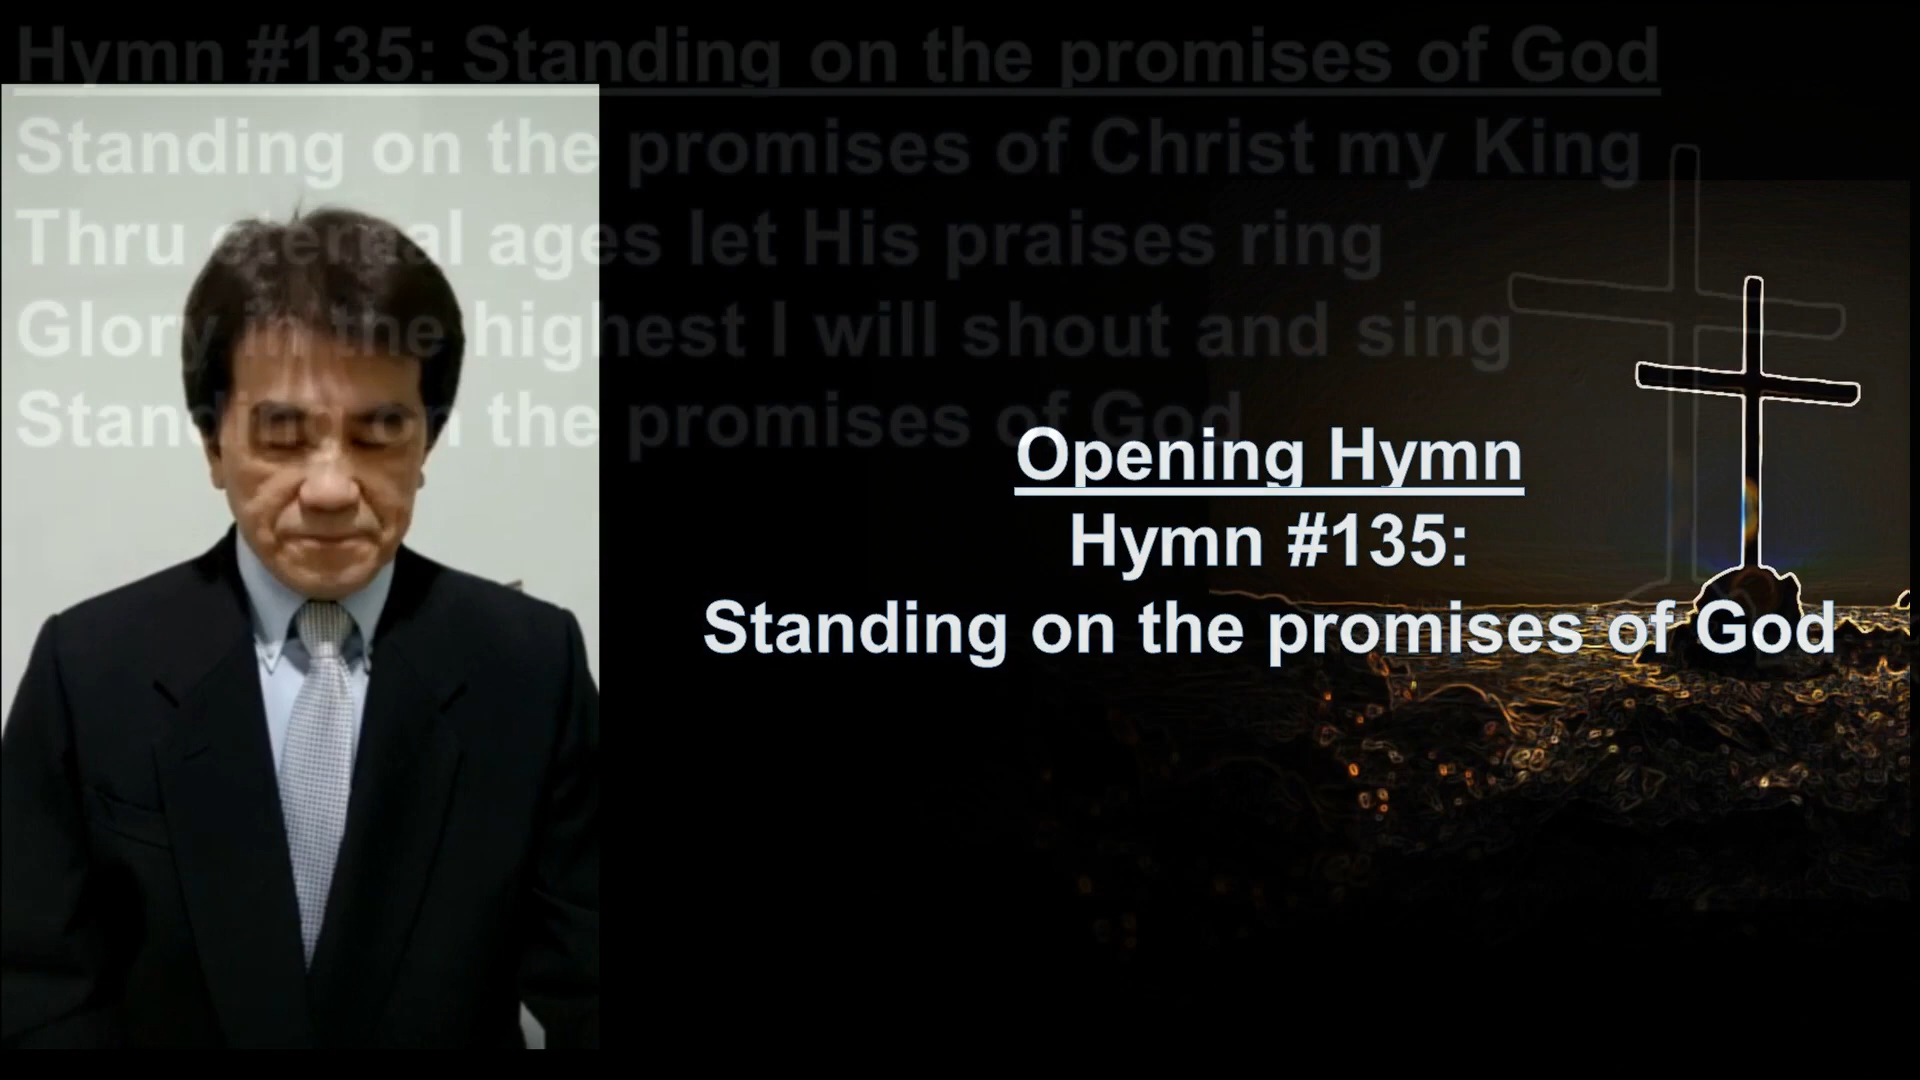 Hymn #135: Standing on the promises of God
Standing on the promises of Christ my King
Thru eternal ages let His praises ring
Glory in the highest I will shout and sing
Standing on the promises of God
Opening Hymn
Hymn #135:
Standing on the promises of God